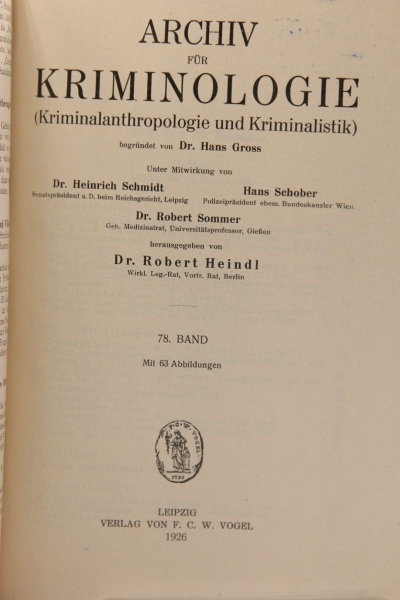 ARCHIV
FÜR
KRIMINOLOGIE
(Kriminalanthropologie und Kriminalistik)
begründet von Dr. Hans Gross
Unter Mitwirkung von
Dr. Heinrich Schmidt Hans Schober
Senatspräsident a. D. beim Reichsgericht, Leipzig Polizeipräsident ehem. Bundeskanzler Wien
Dr. Robert Sommer
Geh. Medizinalrat, Universitätsprofessor, Gießen
herausgegeben von
Dr. Robert Heindl
Wirkl. Leg.-Rat, Vortr. Rat, Berlin
78. BAND
Mit 63 Abbildungen
F. C. W. VOGEL
1730
LEIPZIG
VERLAG VON F. C. W. VOGEL
1926